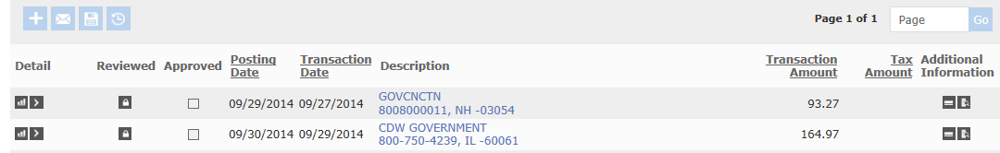 Page 1 of 1 Page Go
Detail Reviewed Approved Posting Date Transaction Date Description Transaction Amount Tax Amount Additional Information
09/29/2014 09/27/2014 GOVCNCTN 93.27
8008000011, NH -03054
09/30/2014 09/29/2014 CDW GOVERNMENT 164.97
800-750-4239, IL -60061